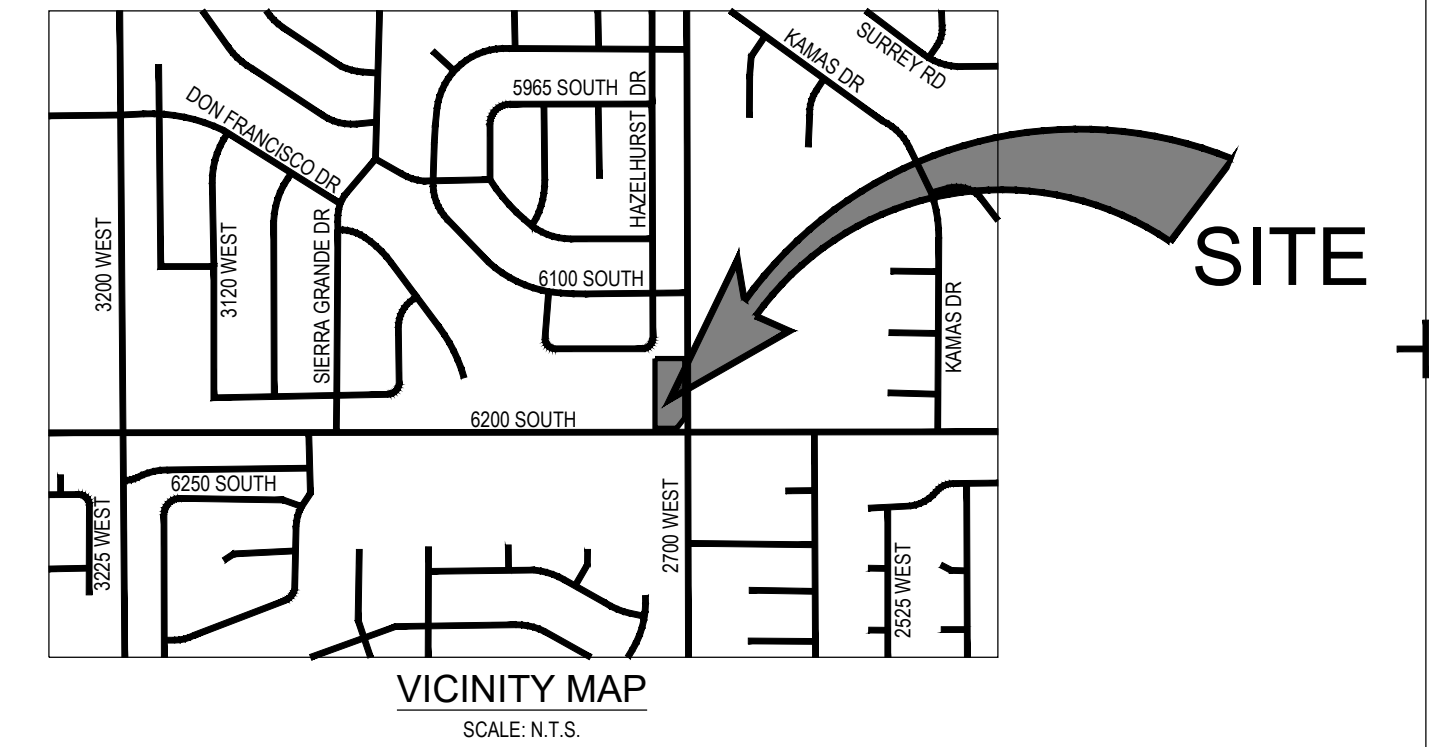 KAMAS DR
SURREY RD
5965 SOUTH
HAZELHURST DR
DON FRANCISCO DR
3200 WEST
3120 WEST
SIERRA GRANDE DR
6100 SOUTH
KAMAS DR
SITE
6200 SOUTH
6250 SOUTH
3225 WEST
2700 WEST
2525 WEST
VICINITY MAP
SCALE: N.T.S.